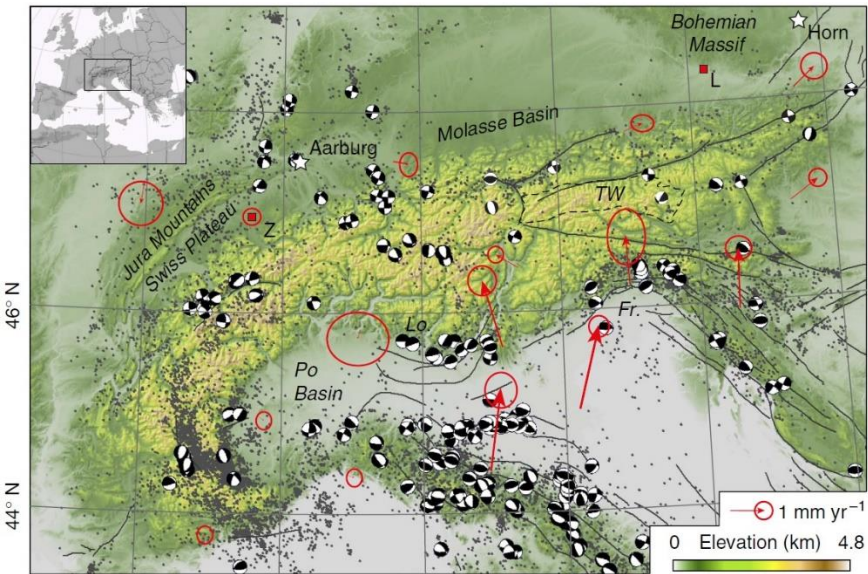 Bohemian
Massif
Horn
L
Molasse Basin
Aarburg
TW
Jura Mountains
Swiss Plateau
Z
46° N
Lo.
Fr.
Po
Basin
44° N
1 mm yr⁻¹
0 Elevation (km) 4.8